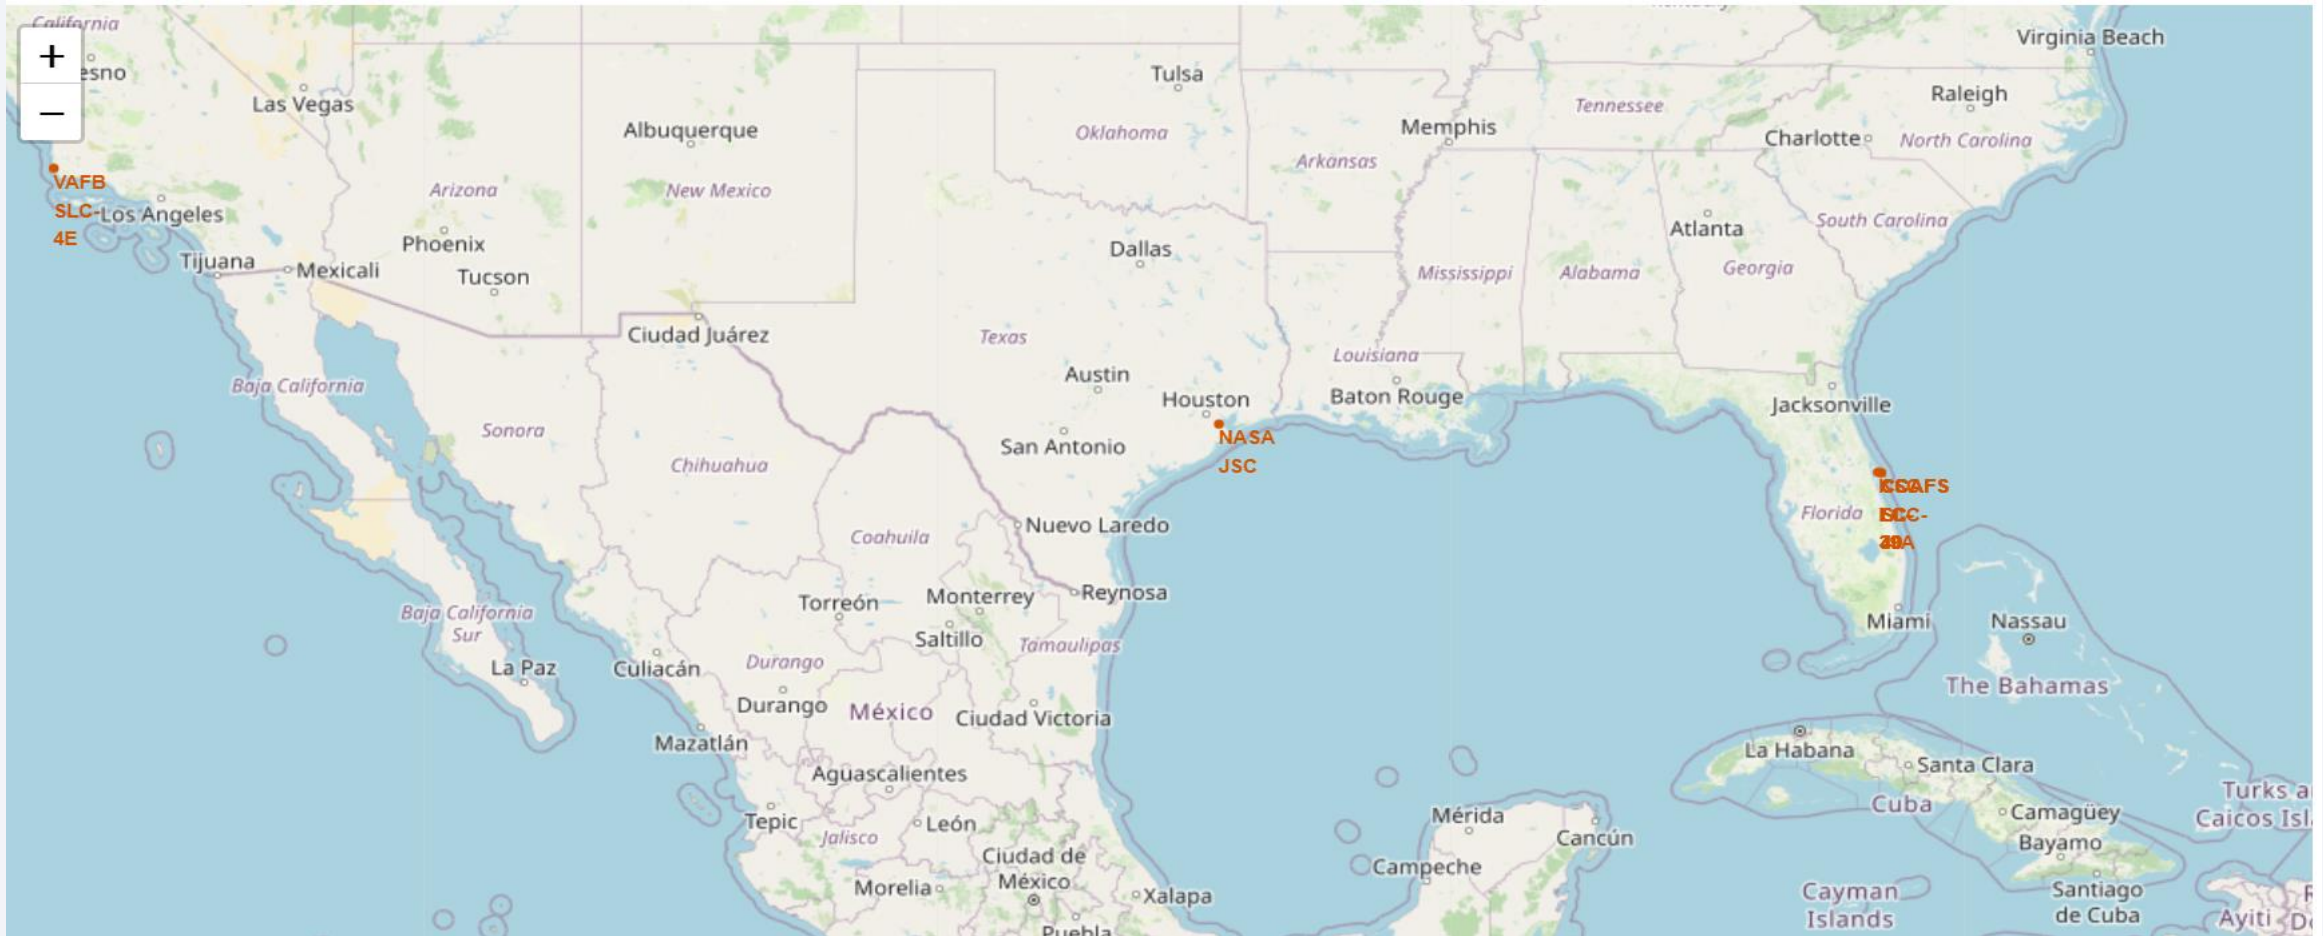 California
+
esno
−
Las Vegas
Albuquerque
Tulsa
Oklahoma
Arkansas
Memphis
Tennessee
Virginia Beach
Raleigh
Charlotte
North Carolina
VAFB
SLC-
4E
Los Angeles
Arizona
New Mexico
Phoenix
Tucson
Tijuana
Mexicali
Dallas
Mississippi
Alabama
Atlanta
Georgia
South Carolina
Ciudad Juárez
Texas
Louisiana
Baja California
Austin
Houston
Baton Rouge
Jacksonville
Sonora
Chihuahua
San Antonio
NASA
JSC
Florida
Coahuila
Nuevo Laredo
Torreón
Monterrey
Reynosa
Baja California
Sur
Saltillo
Tamaulipas
Miami
Nassau
La Paz
Culiacán
Durango
Durango
México
Ciudad Victoria
The Bahamas
Mazatlán
La Habana
Santa Clara
Aguascalientes
Cuba
Camagüey
Turks a
Caicos Isl
Tepic
Jalisco
León
Mérida
Cancún
Bayamo
Ciudad de
México
Campeche
Morelia
Xalapa
Cayman
Islands
Santiago
de Cuba
Ayiti
Puebla